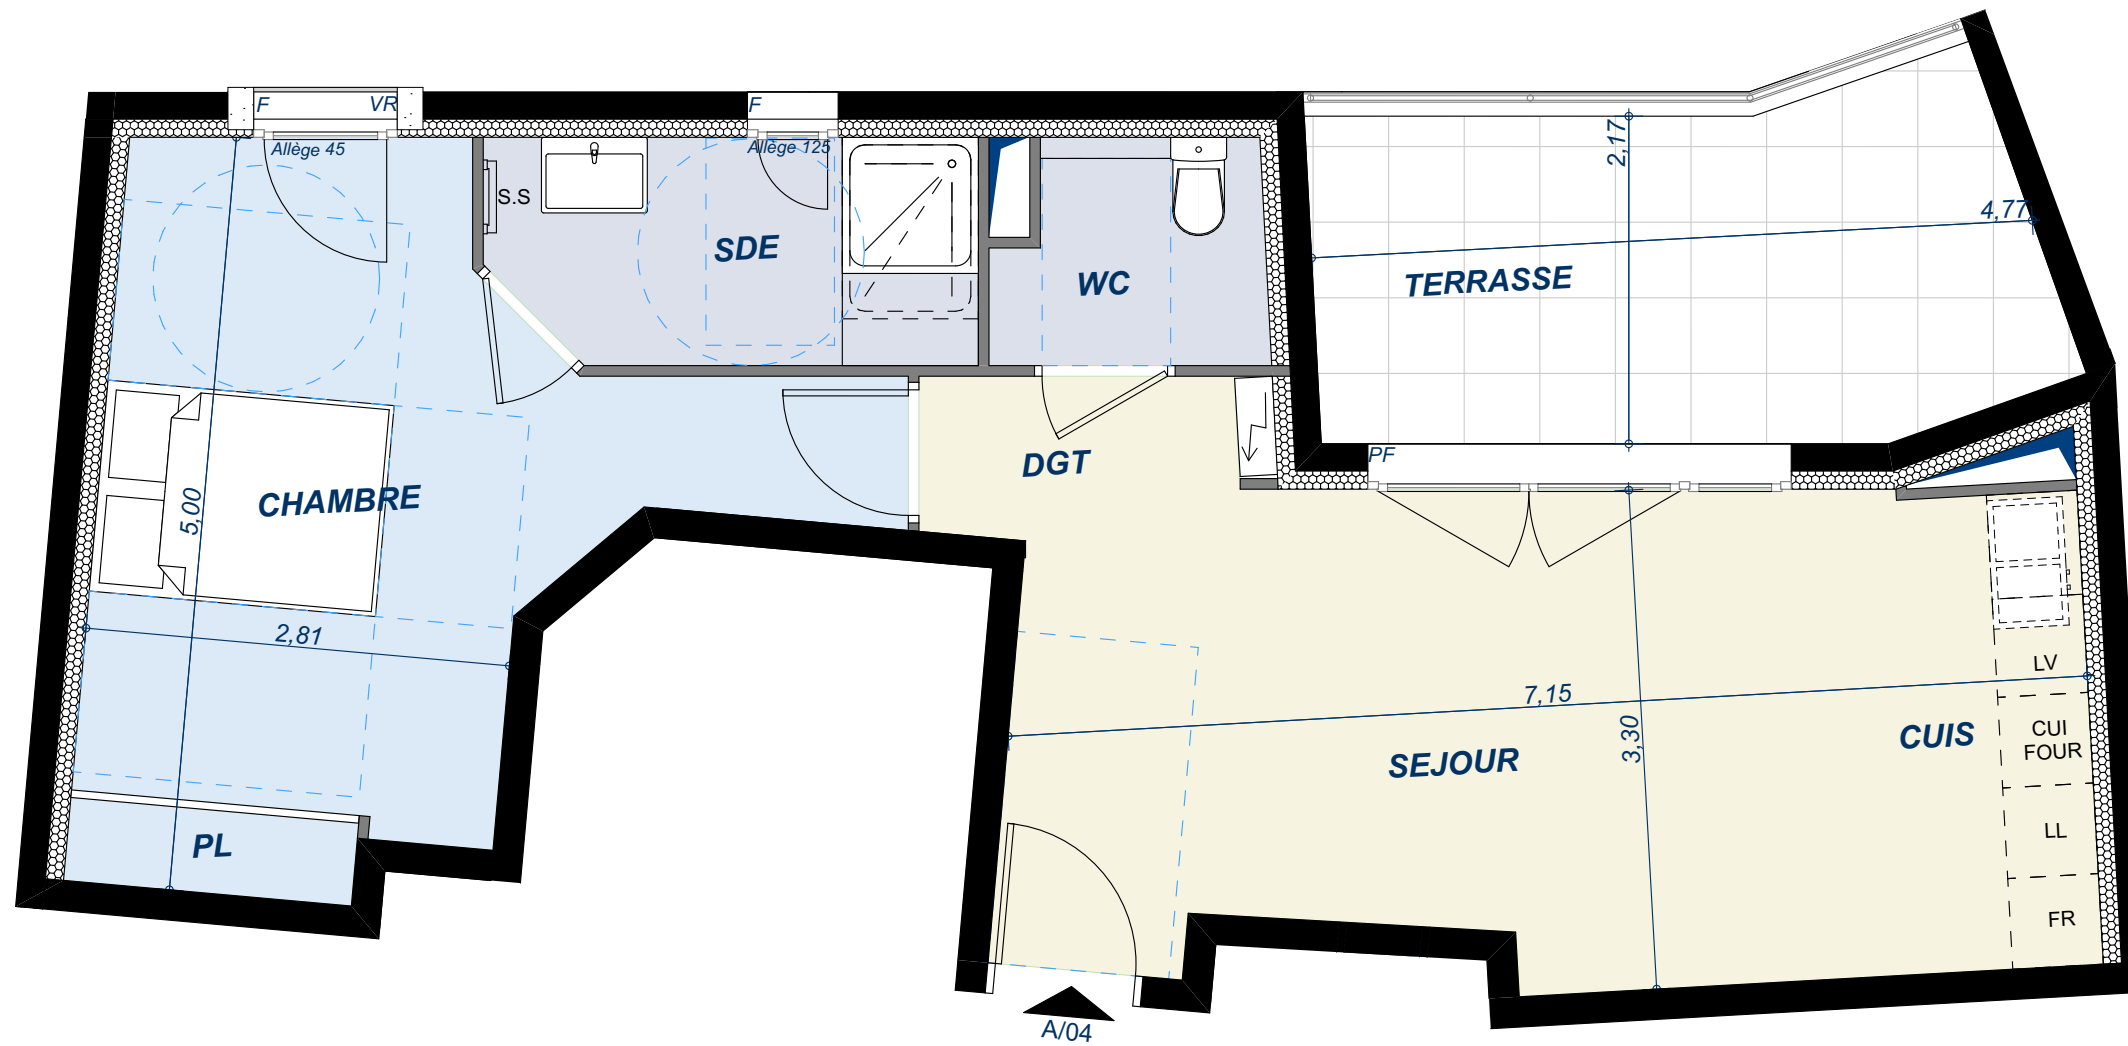 F
VR
F
Allège 45
Allège 125
2,17
S.S
4,77
SDE
WC
TERRASSE
PF
DGT
CHAMBRE
5,00
2,81
LV
7,15
CUI
FOUR
3,30
CUIS
SEJOUR
LL
PL
FR
A/04